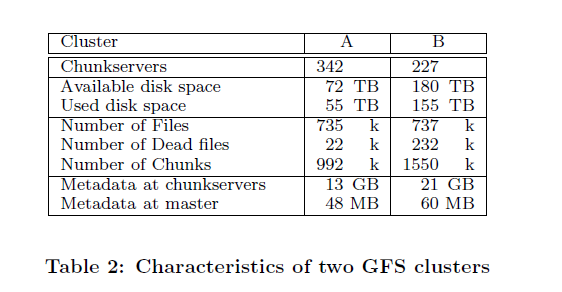 Cluster A B
Chunkservers 342 227
Available disk space 72 TB 180 TB
Used disk space 55 TB 155 TB
Number of Files 735 k 737 k
Number of Dead files 22 k 232 k
Number of Chunks 992 k 1550 k
Metadata at chunkservers 13 GB 21 GB
Metadata at master 48 MB 60 MB
Table 2: Characteristics of two GFS clusters